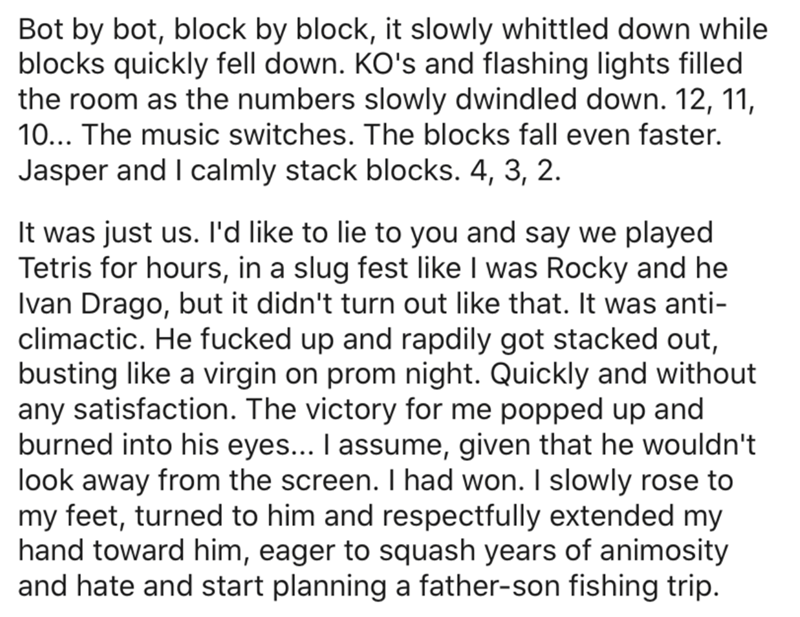 Bot by bot, block by block, it slowly whittled down while
blocks quickly fell down. KO's and flashing lights filled
the room as the numbers slowly dwindled down. 12, 11,
10... The music switches. The blocks fall even faster.
Jasper and I calmly stack blocks. 4, 3, 2.
It was just us. I'd like to lie to you and say we played
Tetris for hours, in a slug fest like I was Rocky and he
Ivan Drago, but it didn't turn out like that. It was anti-
climactic. He fucked up and rapdily got stacked out,
busting like a virgin on prom night. Quickly and without
any satisfaction. The victory for me popped up and
burned into his eyes... I assume, given that he wouldn't
look away from the screen. I had won. I slowly rose to
my feet, turned to him and respectfully extended my
hand toward him, eager to squash years of animosity
and hate and start planning a father-son fishing trip.